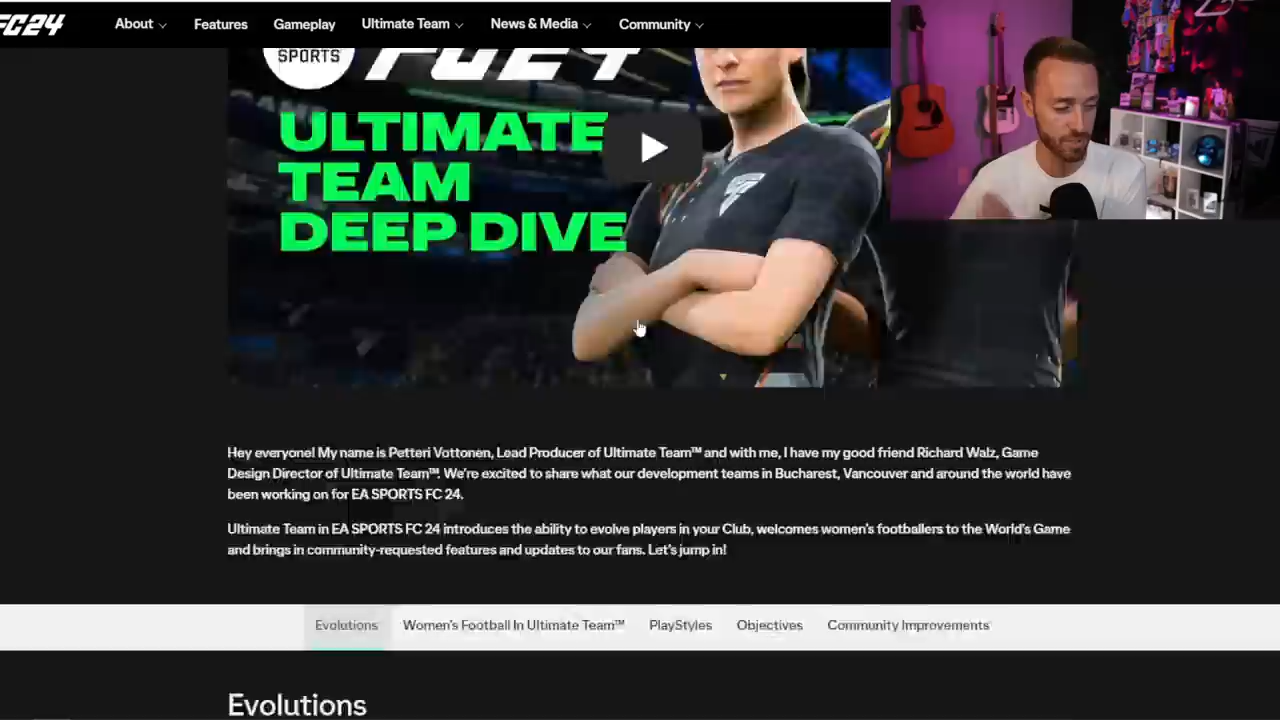 FC24
About
Features
Gameplay
Ultimate Team
News & Media
Community
SPORTS
FC24
ULTIMATE
TEAM
DEEP DIVE
Hey everyone! My name is Petteri Vottonen, Lead Producer of Ultimate Team™ and with me, I have my good friend Richard Walz, Game
Design Director of Ultimate Team™. We're excited to share what our development teams in Bucharest, Vancouver and around the world have
been working on for EA SPORTS FC 24.
Ultimate Team in EA SPORTS FC 24 introduces the ability to evolve players in your Club, welcomes women's footballers to the World's Game
and brings in community-requested features and updates to our fans. Let's jump in!
Evolutions
Women's Football In Ultimate Team™
PlayStyles
Objectives
Community Improvements
Evolutions